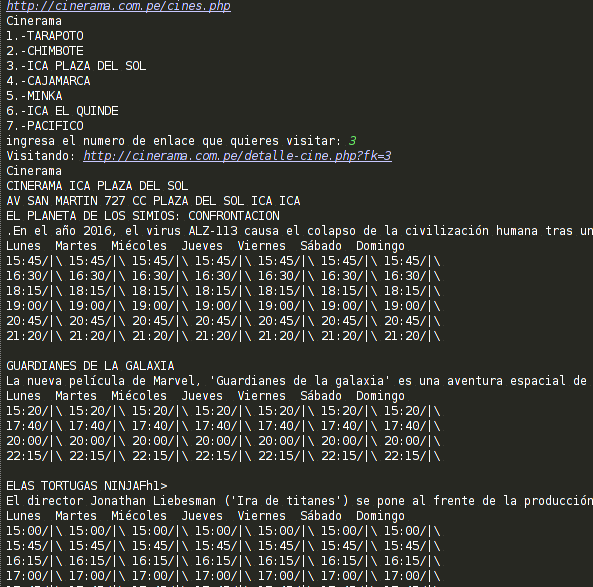 http://cinerama.com.pe/cines.php
Cinerama
1.-TARAPOTO
2.-CHIMBOTE
3.-ICA PLAZA DEL SOL
4.-CAJAMARCA
5.-MINKA
6.-ICA EL QUINDE
7.-PACIFICO
ingresa el numero de enlace que quieres visitar: 3
Visitando: http://cinerama.com.pe/detalle-cine.php?fk=3
Cinerama
CINERAMA ICA PLAZA DEL SOL
AV SAN MARTIN 727 CC PLAZA DEL SOL ICA ICA
EL PLANETA DE LOS SIMIOS: CONFRONTACION
.En el año 2016, el virus ALZ-113 causa el colapso de la civilización humana tras un
Lunes Martes Miércoles Jueves Viernes Sábado Domingo
15:45/|\ 15:45/|\ 15:45/|\ 15:45/|\ 15:45/|\ 15:45/|\ 15:45/|\
16:30/|\ 16:30/|\ 16:30/|\ 16:30/|\ 16:30/|\ 16:30/|\ 16:30/|\
18:15/|\ 18:15/|\ 18:15/|\ 18:15/|\ 18:15/|\ 18:15/|\ 18:15/|\
19:00/|\ 19:00/|\ 19:00/|\ 19:00/|\ 19:00/|\ 19:00/|\ 19:00/|\
20:45/|\ 20:45/|\ 20:45/|\ 20:45/|\ 20:45/|\ 20:45/|\ 20:45/|\
21:20/|\ 21:20/|\ 21:20/|\ 21:20/|\ 21:20/|\ 21:20/|\ 21:20/|\
GUARDIANES DE LA GALAXIA
La nueva película de Marvel, 'Guardianes de la galaxia' es una aventura espacial de
Lunes Martes Miércoles Jueves Viernes Sábado Domingo
15:20/|\ 15:20/|\ 15:20/|\ 15:20/|\ 15:20/|\ 15:20/|\ 15:20/|\
17:40/|\ 17:40/|\ 17:40/|\ 17:40/|\ 17:40/|\ 17:40/|\ 17:40/|\
20:00/|\ 20:00/|\ 20:00/|\ 20:00/|\ 20:00/|\ 20:00/|\ 20:00/|\
22:15/|\ 22:15/|\ 22:15/|\ 22:15/|\ 22:15/|\ 22:15/|\ 22:15/|\
ELAS TORTUGAS NINJAFh1>
El director Jonathan Liebesman ('Ira de titanes') se pone al frente de la producción
Lunes Martes Miércoles Jueves Viernes Sábado Domingo
15:00/|\ 15:00/|\ 15:00/|\ 15:00/|\ 15:00/|\ 15:00/|\ 15:00/|\
15:45/|\ 15:45/|\ 15:45/|\ 15:45/|\ 15:45/|\ 15:45/|\ 15:45/|\
16:15/|\ 16:15/|\ 16:15/|\ 16:15/|\ 16:15/|\ 16:15/|\ 16:15/|\
17:00/|\ 17:00/|\ 17:00/|\ 17:00/|\ 17:00/|\ 17:00/|\ 17:00/|\